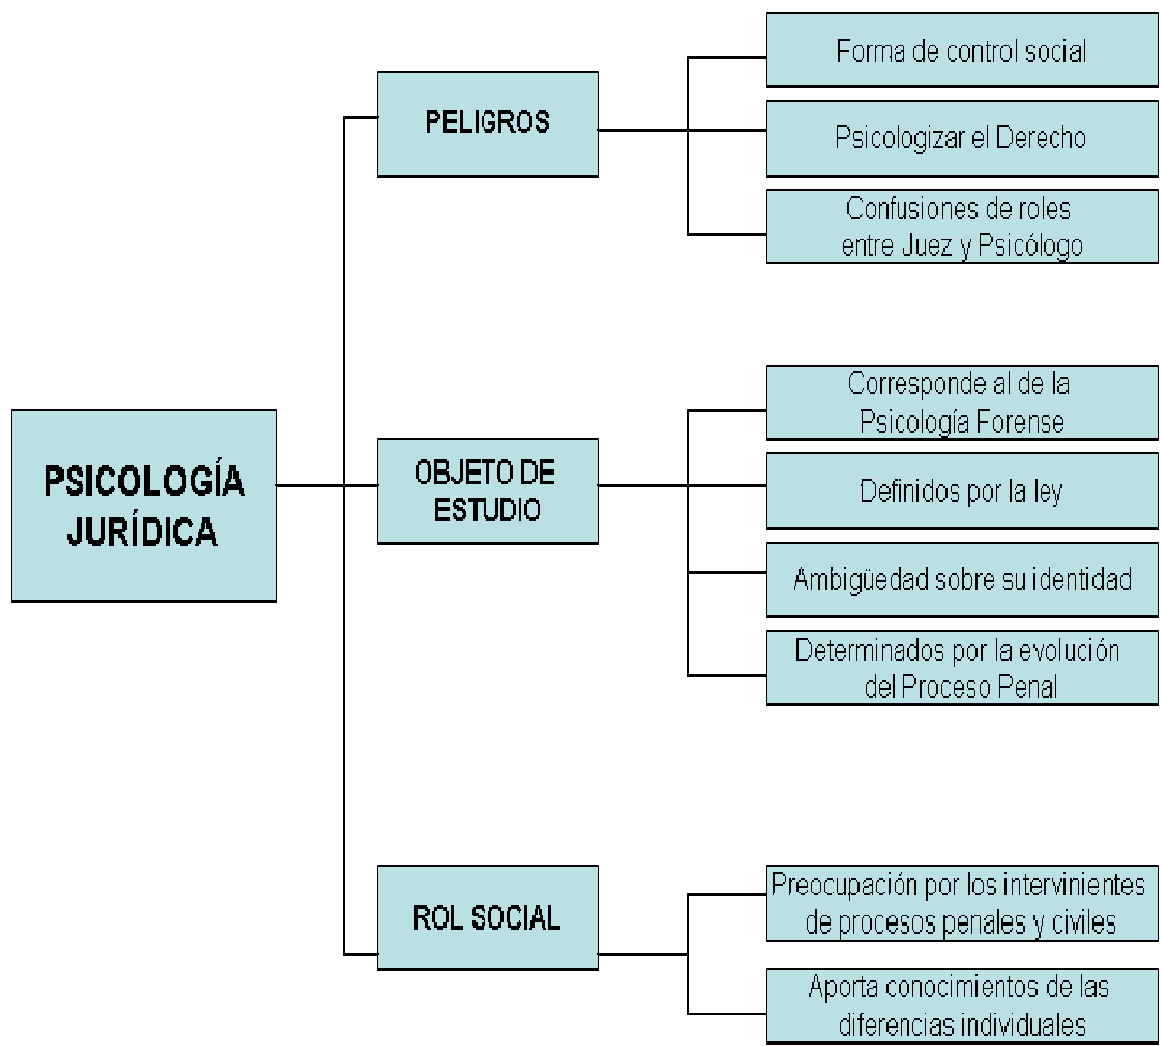 PSICOLOGÍA
JURÍDICA
PELIGROS
Forma de control social
Psicologizar el Derecho
Confusiones de roles
entre Juez y Psicólogo
OBJETO DE
ESTUDIO
Corresponde al de la
Psicología Forense
Definidos por la ley
Ambigüedad sobre su identidad
Determinados por la evolución
del Proceso Penal
ROL SOCIAL
Preocupación por los intervinientes
de procesos penales y civiles
Aporta conocimientos de las
diferencias individuales